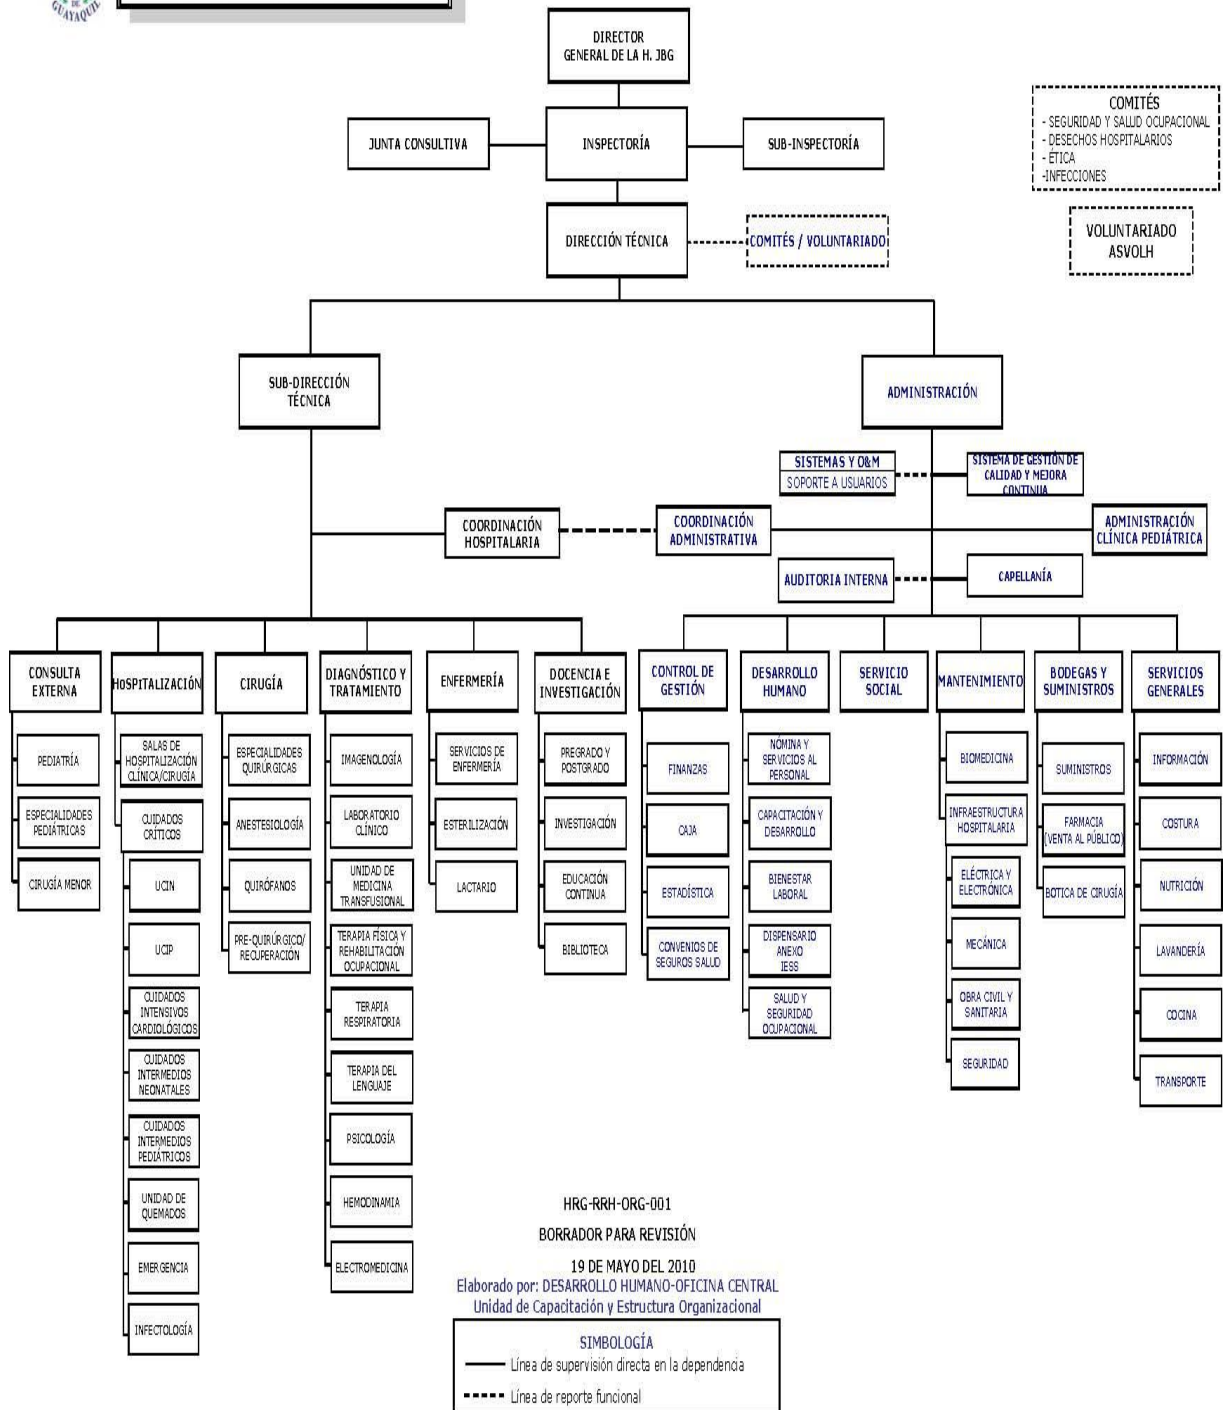 DE
GUAYAQUIL
DIRECTOR
GENERAL DE LA H. JBG
JUNTA CONSULTIVA
INSPECTORÍA
SUB-INSPECTORÍA
COMITÉS
- SEGURIDAD Y SALUD OCUPACIONAL
- DESECHOS HOSPITALARIOS
- ÉTICA
-INFECCIONES
DIRECCIÓN TÉCNICA
COMITÉS / VOLUNTARIADO
VOLUNTARIADO
ASVOLH
SUB-DIRECCIÓN
TÉCNICA
ADMINISTRACIÓN
SISTEMAS Y O&M
SOPORTE A USUARIOS
SISTEMA DE GESTIÓN DE
CALIDAD Y MEJORA
CONTINUA
COORDINACIÓN
HOSPITALARIA
COORDINACIÓN
ADMINISTRATIVA
ADMINISTRACIÓN
CLÍNICA PEDIÁTRICA
AUDITORIA INTERNA
CAPELLANÍA
CONSULTA
EXTERNA
PEDIATRÍA
ESPECIALIDADES
PEDIÁTRICAS
CIRUGÍA MENOR
HoSPITALIZACIÓN
SALAS DE
HOSPITALIZACIÓN
CLÍNICA/CIRUGÍA
CUIDADOS
CRÍTICOS
UCIN
UCIP
CUIDADOS
INTENSIVOS
CARDIOLÓGICOS
CUIDADOS
INTERMEDIOS
NEONATALES
CUIDADOS
INTERMEDIOS
PEDIÁTRICOS
UNIDAD DE
QUEMADOS
EMERGENCIA
INFECTOLOGÍA
CIRUGÍA
ESPECIALIDADES
QUIRÚRGICAS
ANESTESIOLOGÍA
QUIRÓFANOS
PRE-QUIRÚRGICO/
RECUPERACIÓN
DIAGNÓSTICO Y
TRATAMIENTO
IMAGENOLOGÍA
LABORATORIO
CLÍNICO
UNIDAD DE
MEDICINA
TRANSFUSIONAL
TERAPIA FÍSICA Y
REHABILITACIÓN
OCUPACIONAL
TERAPIA
RESPIRATORIA
TERAPIA DEL
LENGUAJE
PSICOLOGÍA
HEMODINAMIA
ELECTROMEDICINA
ENFERMERÍA
SERVICIOS DE
ENFERMERÍA
ESTERILIZACIÓN
LACTARIO
DOCENCIA E
INVESTIGACIÓN
PREGRADO Y
POSTGRADO
INVESTIGACIÓN
EDUCACIÓN
CONTINUA
BIBLIOTECA
CONTROL DE
GESTIÓN
FINANZAS
CAJA
ESTADÍSTICA
CONVENIOS DE
SEGUROS SALUD
DESARROLLO
HUMANO
NÓMINA Y
SERVICIOS AL
PERSONAL
CAPACITACIÓN Y
DESARROLLO
BIENESTAR
LABORAL
DISPENSARIO
ANEXO
IESS
SALUD Y
SEGURIDAD
OCUPACIONAL
SERVICIO
SOCIAL
MANTENIMIENTO
BIOMEDICINA
INFRAESTRUCTURA
HOSPITALARIA
ELÉCTRICA Y
ELECTRÓNICA
MECÁNICA
OBRA CIVIL Y
SANITARIA
SEGURIDAD
BODEGAS Y
SUMINISTROS
SUMINISTROS
FARMACIA
(VENTA AL PÚBLICO)
BOTICA DE CIRUGÍA
SERVICIOS
GENERALES
INFORMACIÓN
COSTURA
NUTRICIÓN
LAVANDERÍA
COCINA
TRANSPORTE
HRG-RRH-ORG-001
BORRADOR PARA REVISIÓN
19 DE MAYO DEL 2010
Elaborado por: DESARROLLO HUMANO-OFICINA CENTRAL
Unidad de Capacitación y Estructura Organizacional
SIMBOLOGÍA
Línea de supervisión directa en la dependencia
Línea de reporte funcional